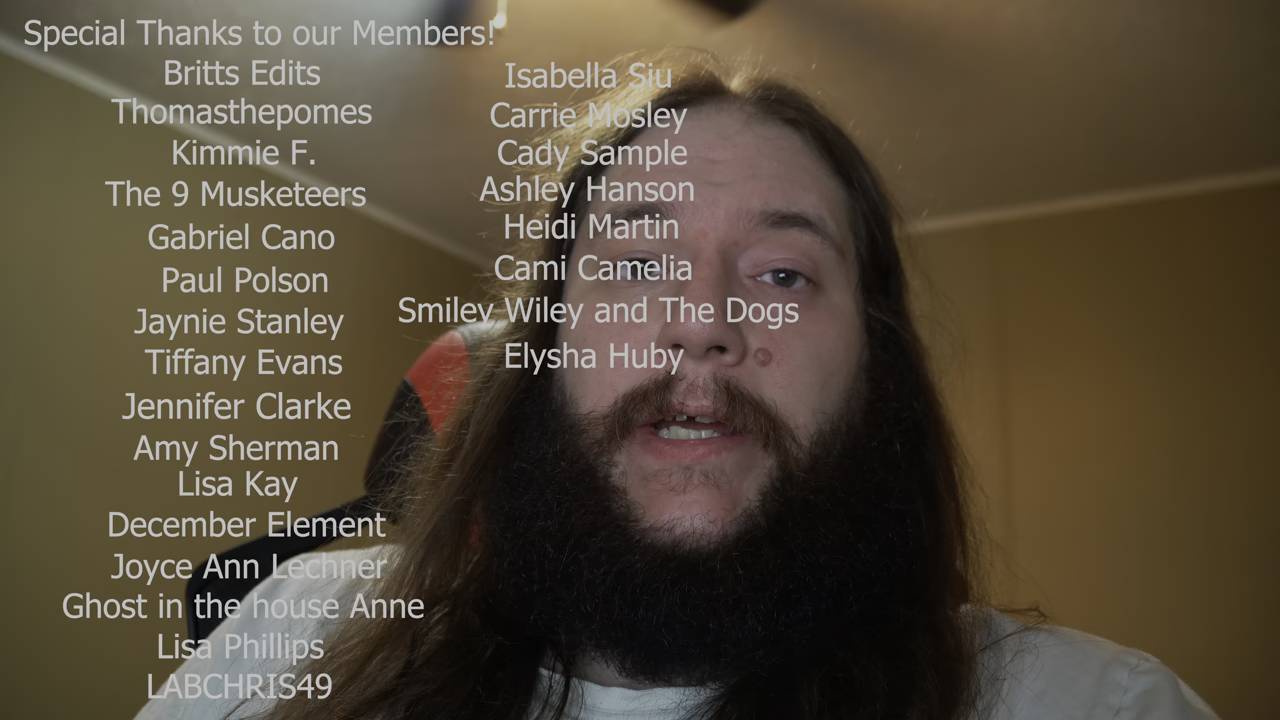 Special Thanks to our Members!
Britts Edits
Thomasthepomes
Kimmie F.
The 9 Musketeers
Gabriel Cano
Paul Polson
Jaynie Stanley
Tiffany Evans
Jennifer Clarke
Amy Sherman
Lisa Kay
December Element
Joyce Ann Lechner
Ghost in the house Anne
Lisa Phillips
LABCHRIS49
Isabella Siu
Carrie Mosley
Cady Sample
Ashley Hanson
Heidi Martin
Cami Camelia
Smiley Wiley and The Dogs
Elysha Huby